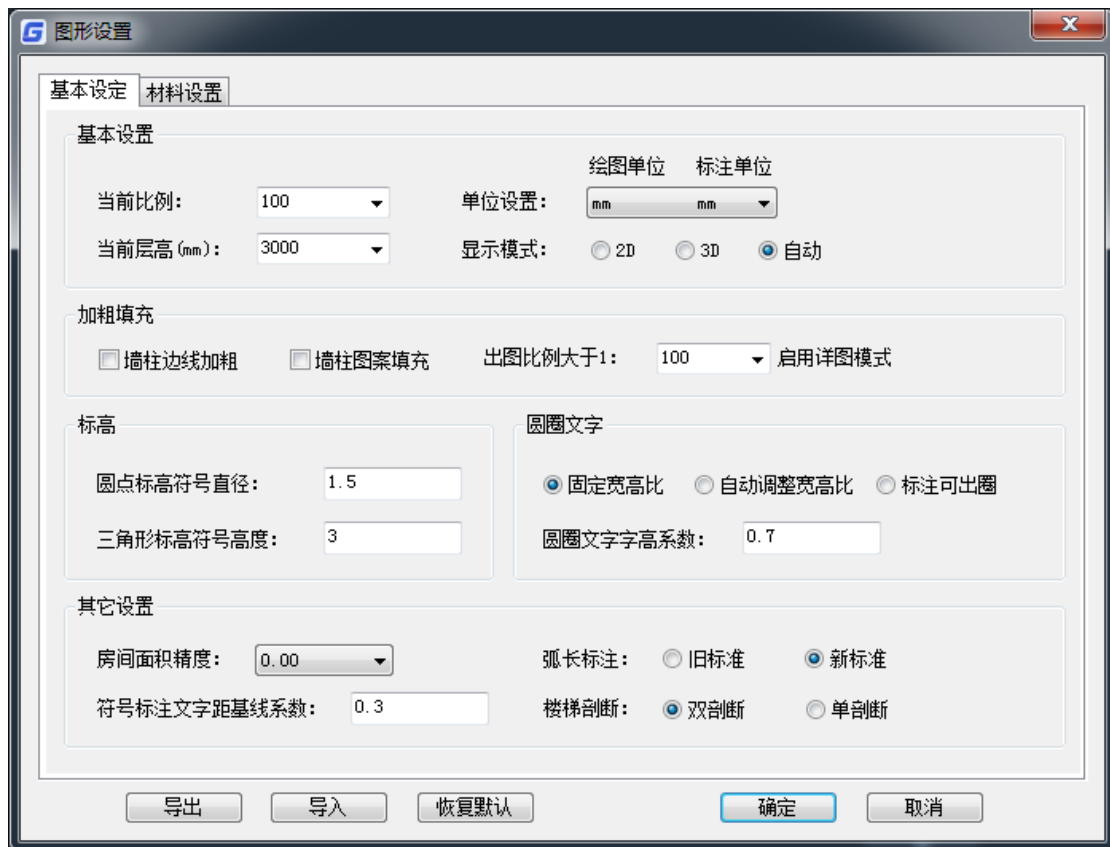 图形设置
基本设定 材料设置
基本设置
绘图单位 标注单位
当前比例: 100 单位设置: mm mm
当前层高(mm): 3000 显示模式: 2D 3D 自动
加粗填充
墙柱边线加粗 墙柱图案填充 出图比例大于1: 100 启用详图模式
标高 圆圈文字
圆点标高符号直径: 1.5 固定宽高比 自动调整宽高比 标注可出圈
三角形标高符号高度: 3 圆圈文字字高系数: 0.7
其它设置
房间面积精度: 0.00 弧长标注: 旧标准 新标准
符号标注文字距基线系数: 0.3 楼梯剖断: 双剖断 单剖断
导出 导入 恢复默认 确定 取消